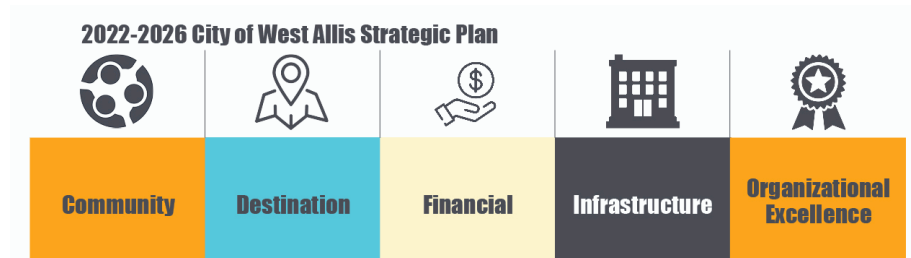 2022-2026 City of West Allis Strategic Plan
$
Community
Destination
Financial
Infrastructure
Organizational
Excellence